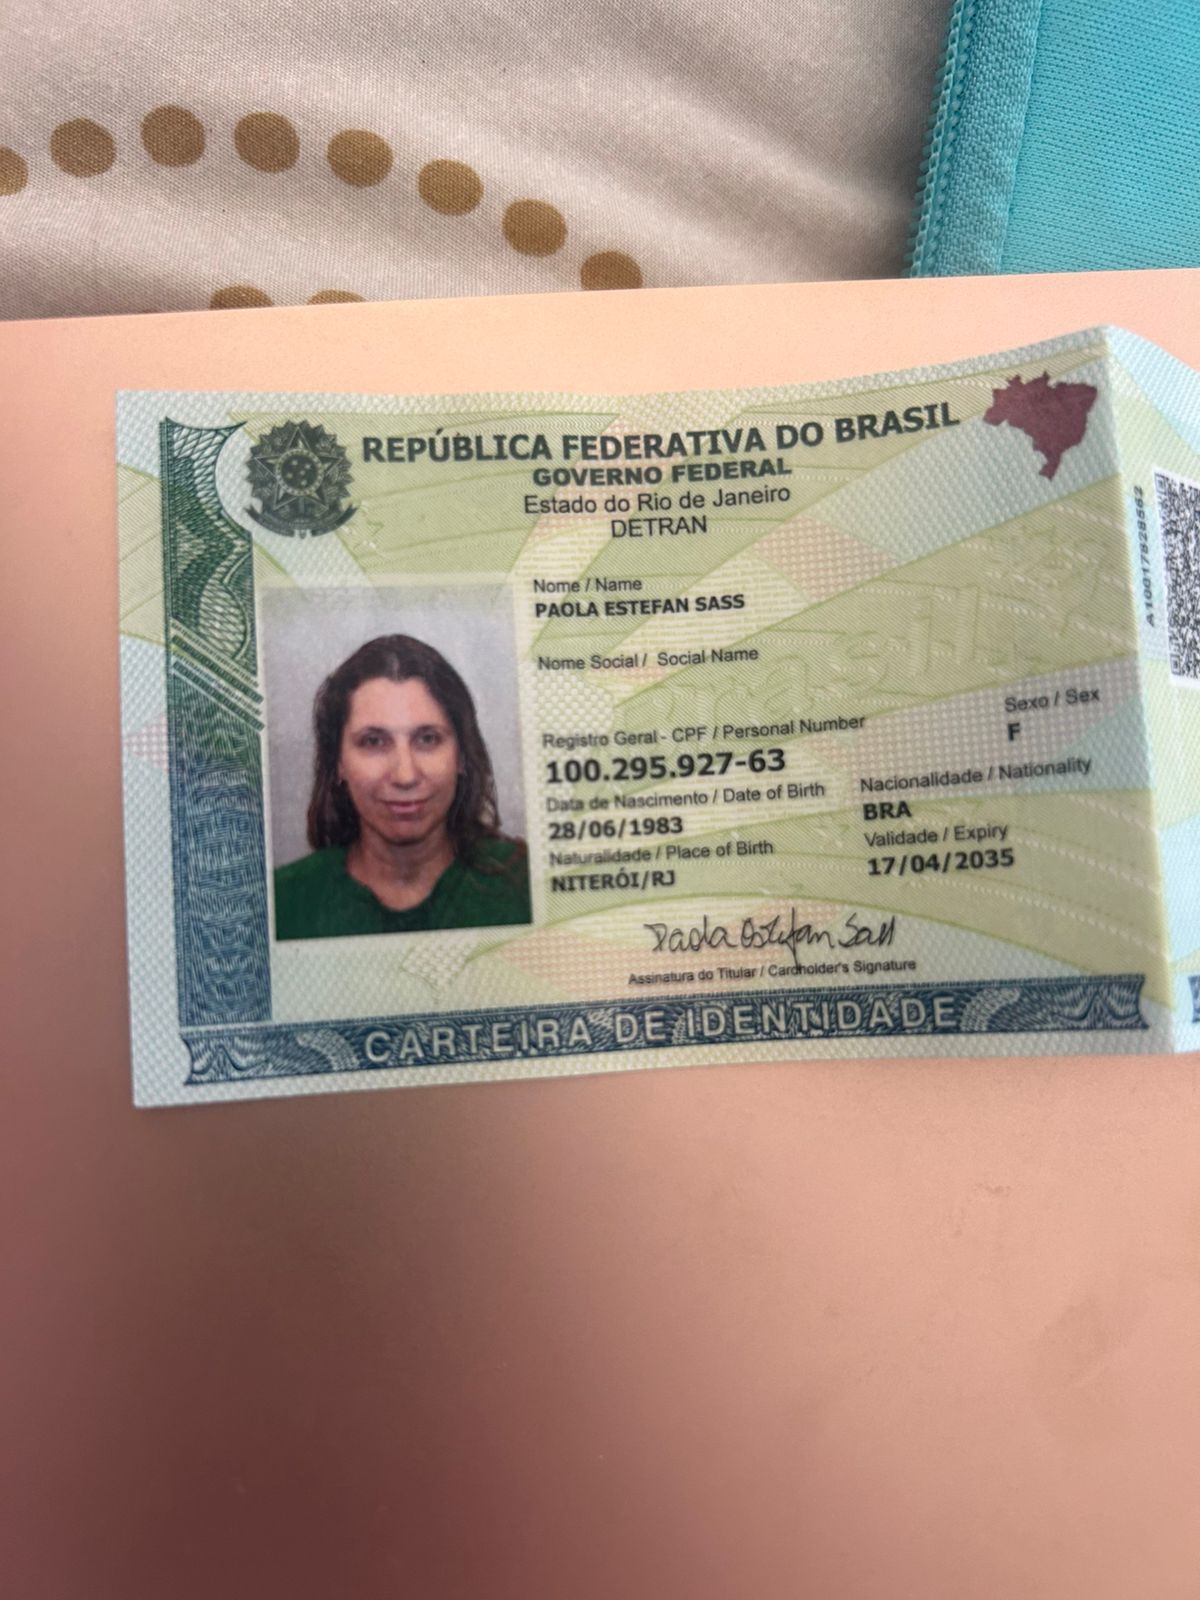 REPÚBLICA FEDERATIVA DO BRASIL
GOVERNO FEDERAL
Estado do Rio de Janeiro
DETRAN
Nome / Name
PAOLA ESTEFAN SASS
Nome Social / Social Name
Registro Geral - CPF / Personal Number
100.295.927-63
Sexo / Sex
F
Data de Nascimento / Date of Birth
28/06/1983
Nacionalidade / Nationality
BRA
Naturalidade / Place of Birth
NITERÓI/RJ
Validade / Expiry
17/04/2035
Paola Estefan Sass
Assinatura do Titular / Cardholder's Signature
CARTEIRA DE IDENTIDADE